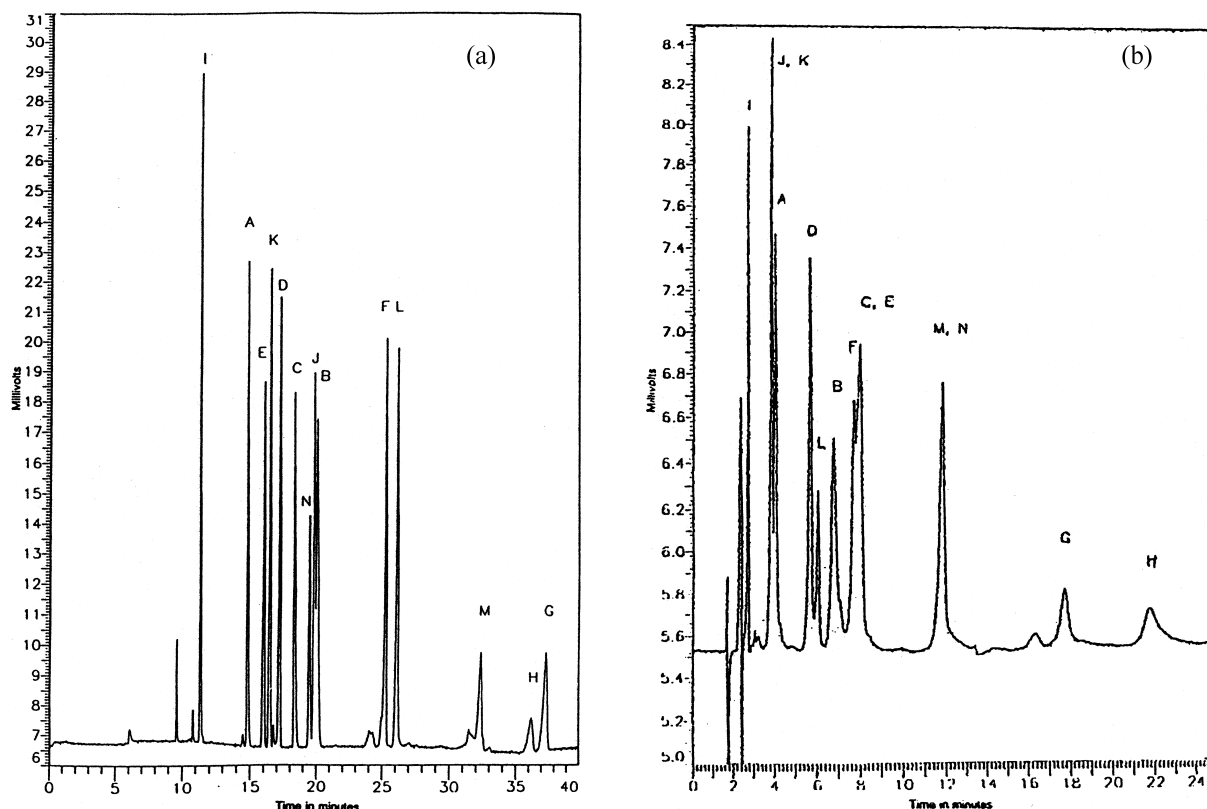 31
30
29
28
27
26
25
24
23
22
21
20
19
18
17
16
15
14
13
12
11
10
9
8
7
6
Millivolts
(a)
I
A
K
D
E
C
J
B
N
F L
M
H
G
0 5 10 15 20 25 30 35 40
Time in minutes
8.4
8.2
8.0
7.8
7.6
7.4
7.2
7.0
6.8
6.6
6.4
6.2
6.0
5.8
5.6
5.4
5.2
5.0
Millivolts
(b)
J, K
I
A
D
C, E
M, N
F
B
L
G
H
0 2 4 6 8 10 12 14 16 18 20 22 24
Time in minutes